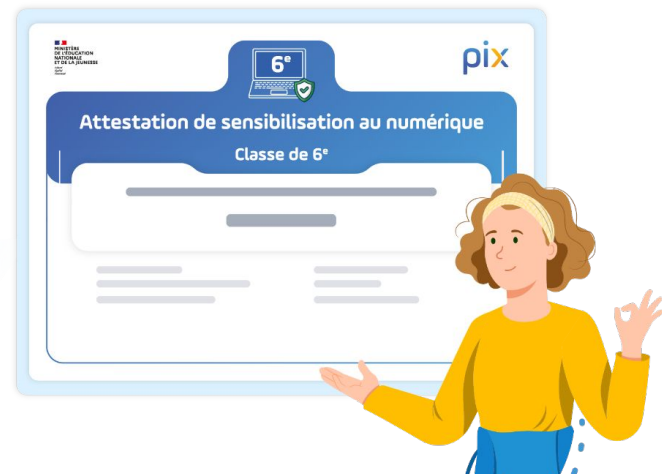 MINISTÈRE
DE L'ÉDUCATION
NATIONALE
ET DE LA JEUNESSE
6e
pix
Attestation de sensibilisation au numérique
Classe de 6e